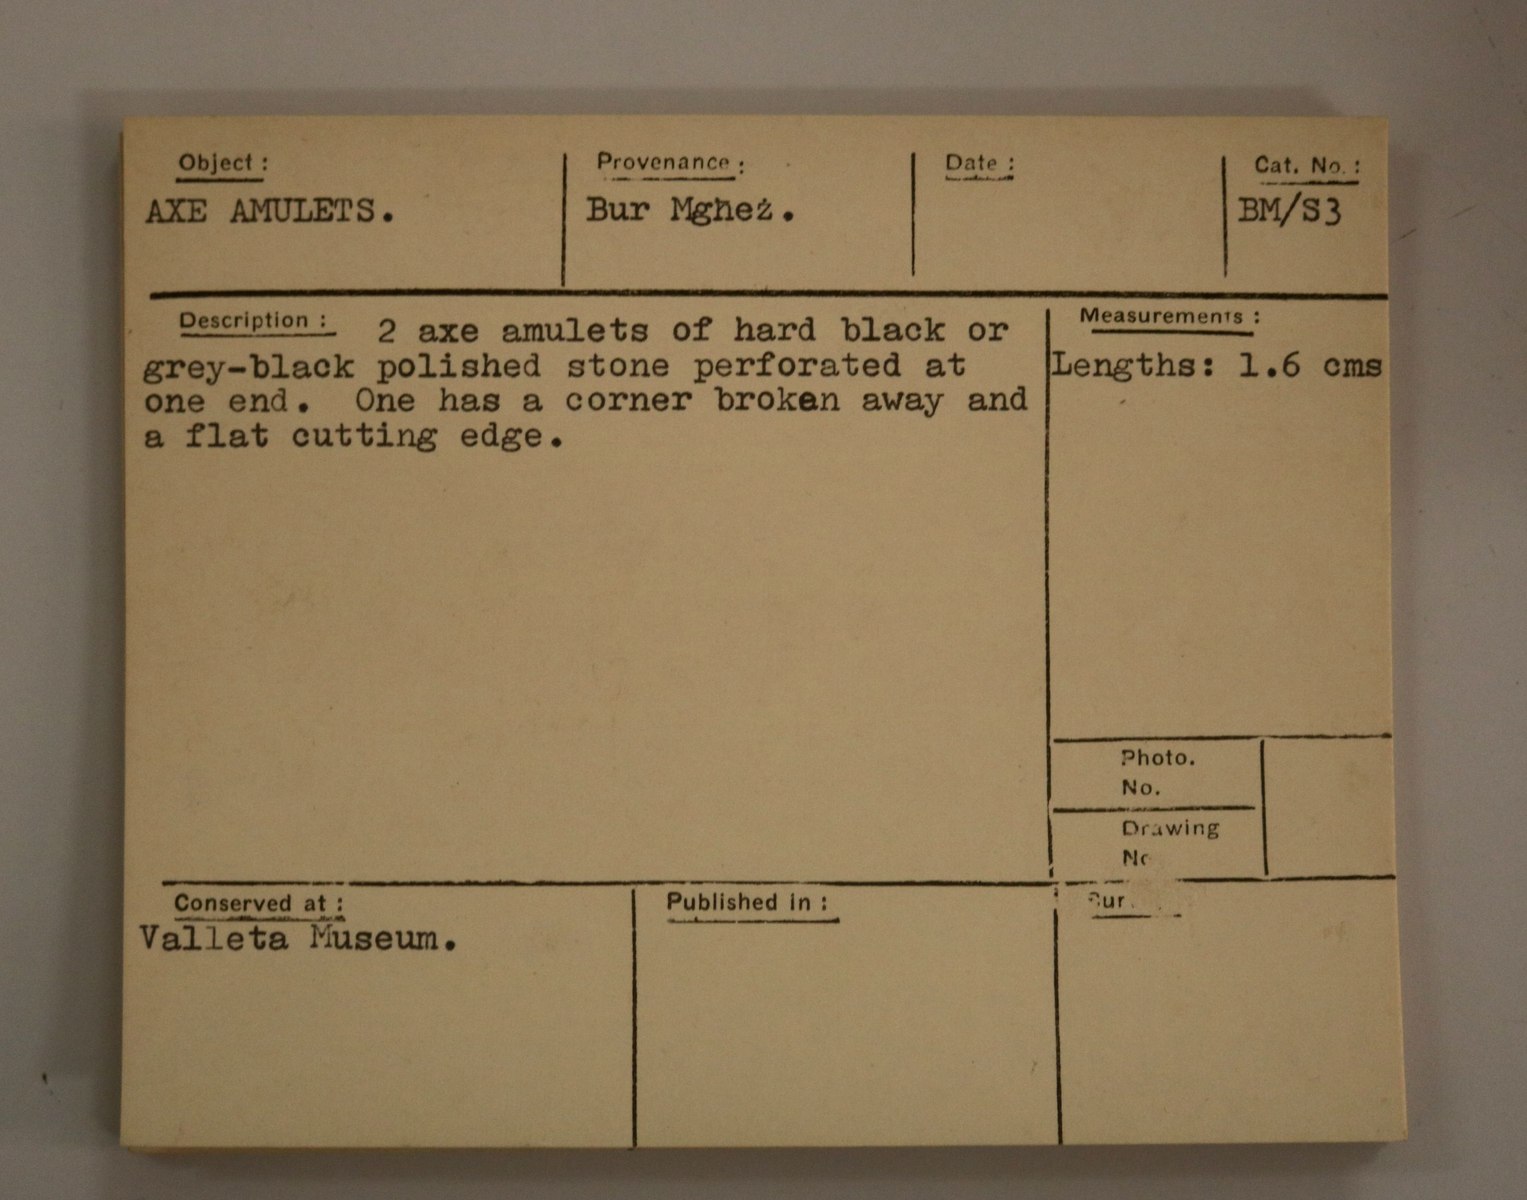 Object :
AXE AMULETS.
Provenance :
Bur Mgħeż.
Date :
Cat. No. :
BM/S3
Description : 2 axe amulets of hard black or
grey-black polished stone perforated at
one end. One has a corner broken away and
a flat cutting edge.
Measurements :
Lengths: 1.6 cms
Photo.
No.
Drawing
No
Conserved at :
Valleta Museum.
Published in :